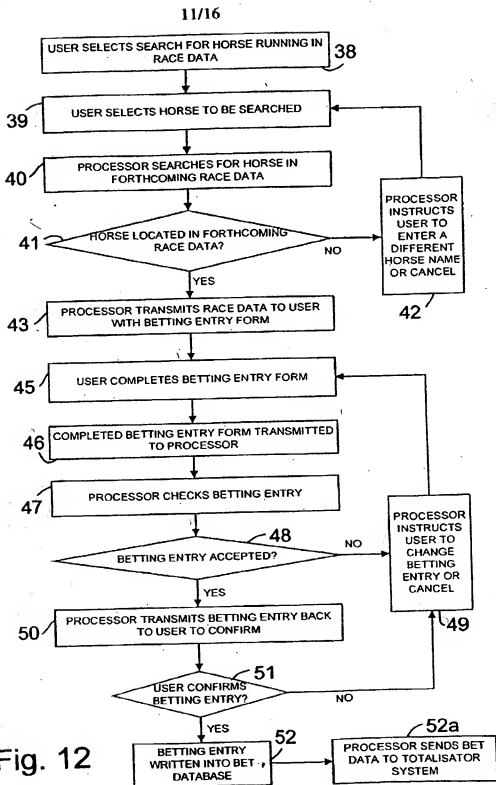 11/16
USER SELECTS SEARCH FOR HORSE RUNNING IN
RACE DATA
38
39
USER SELECTS HORSE TO BE SEARCHED
40
PROCESSOR SEARCHES FOR HORSE IN
FORTHCOMING RACE DATA
41
HORSE LOCATED IN FORTHCOMING
RACE DATA?
NO
PROCESSOR
INSTRUCTS
USER TO
ENTER A
DIFFERENT
HORSE NAME
OR CANCEL
42
YES
43
PROCESSOR TRANSMITS RACE DATA TO USER
WITH BETTING ENTRY FORM
45
USER COMPLETES BETTING ENTRY FORM
46
COMPLETED BETTING ENTRY FORM TRANSMITTED
TO PROCESSOR
47
PROCESSOR CHECKS BETTING ENTRY
48
BETTING ENTRY ACCEPTED?
NO
PROCESSOR
INSTRUCTS
USER TO
CHANGE
BETTING
ENTRY OR
CANCEL
49
YES
50
PROCESSOR TRANSMITS BETTING ENTRY BACK
TO USER TO CONFIRM
51
USER CONFIRMS
BETTING ENTRY?
NO
YES
52
BETTING ENTRY
WRITTEN INTO BET
DATABASE
52a
PROCESSOR SENDS BET
DATA TO TOTALISATOR
SYSTEM
Fig. 12